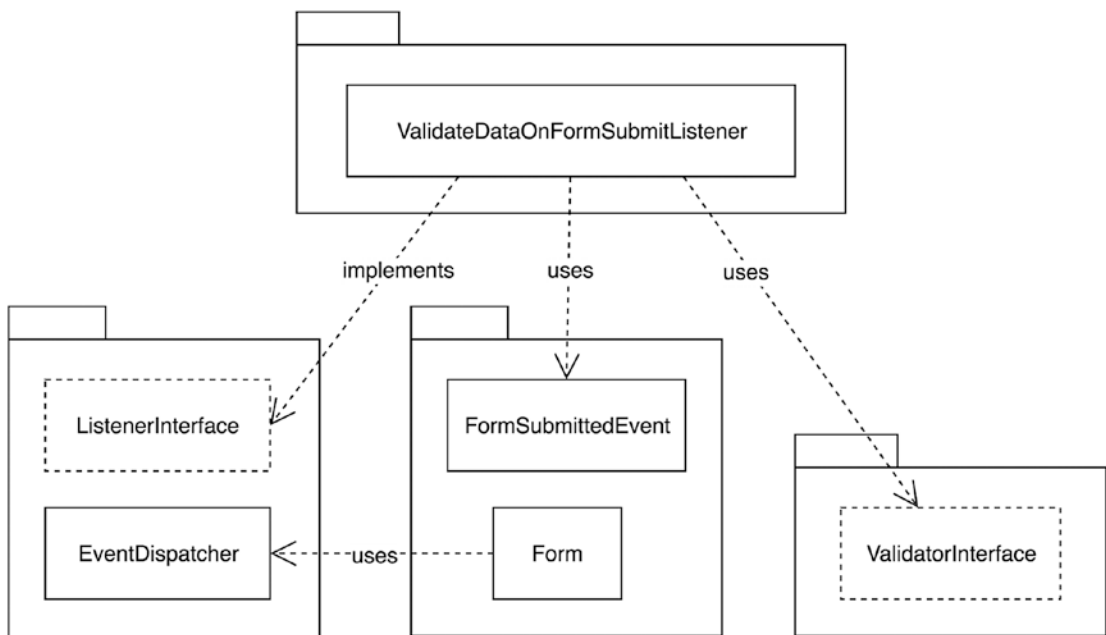 ValidateDataOnFormSubmitListener
implements
uses
uses
ListenerInterface
FormSubmittedEvent
EventDispatcher
uses
Form
ValidatorInterface